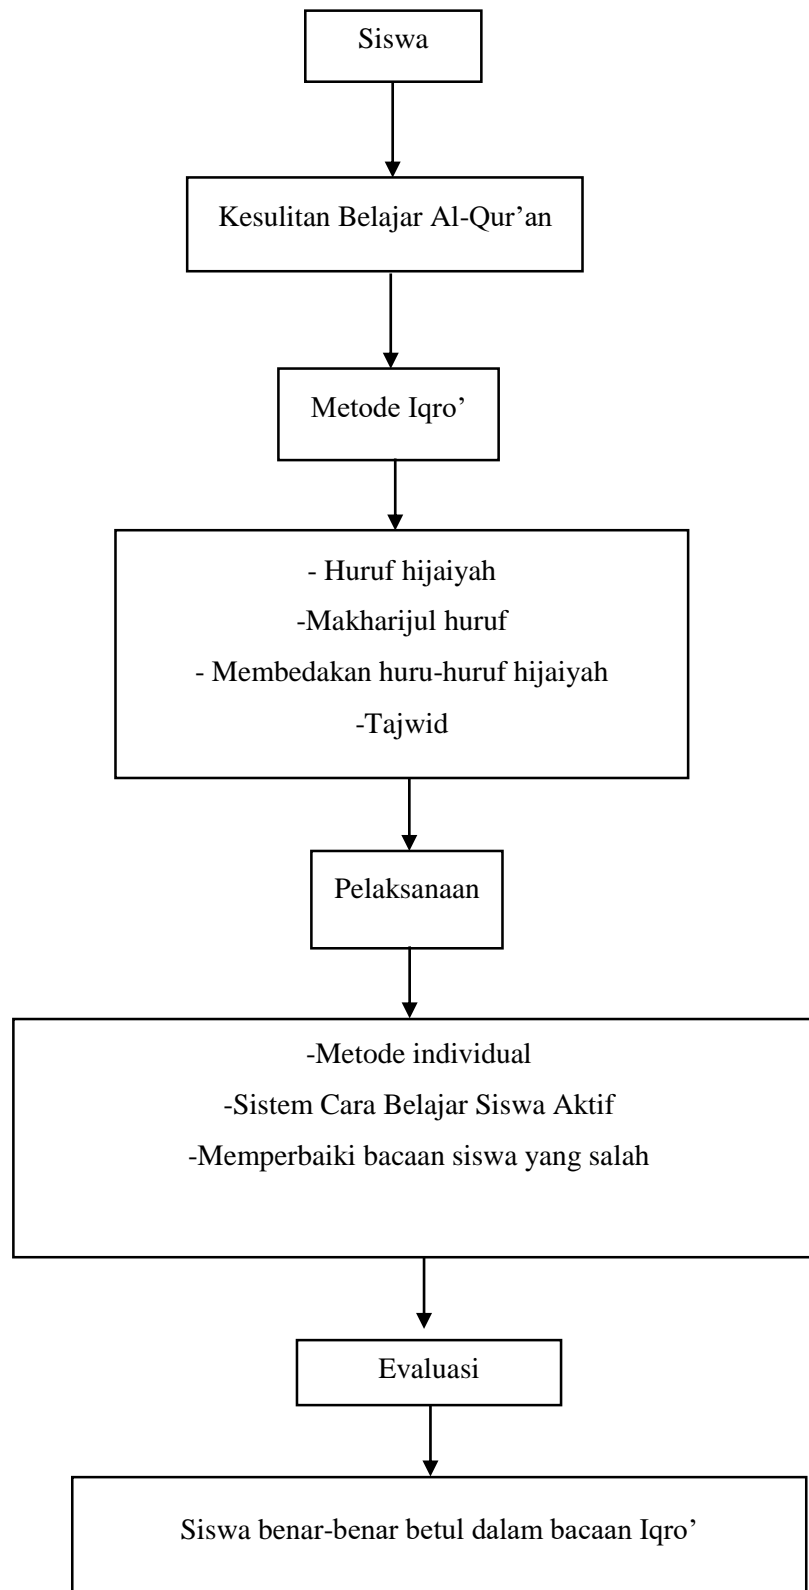 Siswa
Kesulitan Belajar Al-Qur’an
Metode Iqro’
- Huruf hijaiyah
-Makharijul huruf
- Membedakan huru-huruf hijaiyah
-Tajwid
Pelaksanaan
-Metode individual
-Sistem Cara Belajar Siswa Aktif
-Memperbaiki bacaan siswa yang salah
Evaluasi
Siswa benar-benar betul dalam bacaan Iqro’